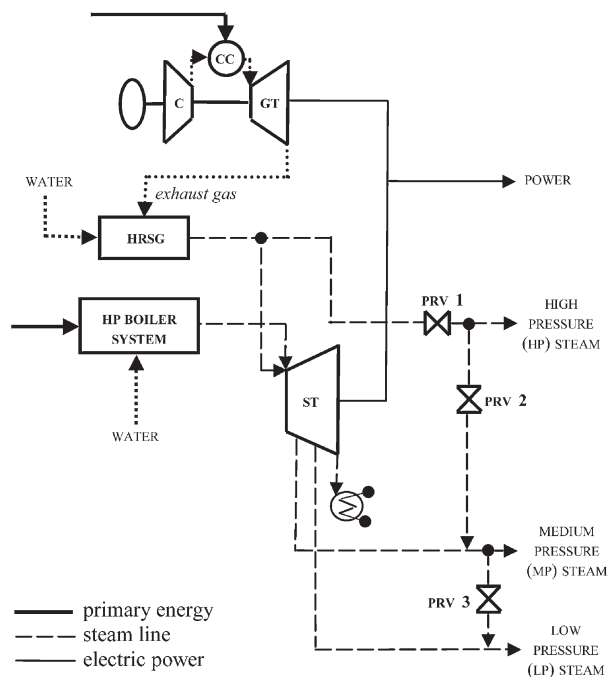 CC
C
GT
WATER
exhaust gas
POWER
HRSG
PRV 1
HIGH
PRESSURE
(HP) STEAM
HP BOILER
SYSTEM
ST
PRV 2
WATER
MEDIUM
PRESSURE
(MP) STEAM
PRV 3
LOW
PRESSURE
(LP) STEAM
primary energy
steam line
electric power